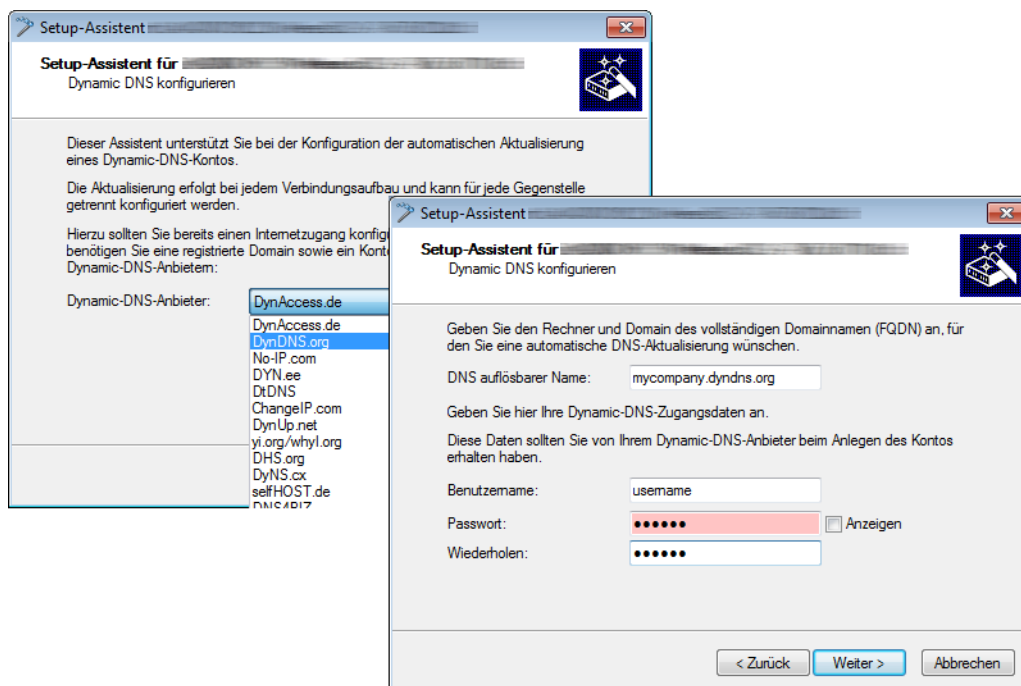 Setup-Assistent
Setup-Assistent für
Dynamic DNS konfigurieren
Dieser Assistent unterstützt Sie bei der Konfiguration der automatischen Aktualisierung
eines Dynamic-DNS-Kontos.
Die Aktualisierung erfolgt bei jedem Verbindungsaufbau und kann für jede Gegenstelle
getrennt konfiguriert werden.
Hierzu sollten Sie bereits einen Internetzugang
benötigen Sie eine registrierte Domain sowie ein
Dynamic-DNS-Anbietern:
Dynamic-DNS-Anbieter: DynAccess.de
DynAccess.de
DynDNS.org
No-IP.com
DYN.ee
DtDNS
ChangeIP.com
DynUp.net
yi.org/whyI.org
DHS.org
DyNS.cx
selfHOST.de
DNS4BIZ
Setup-Assistent
Setup-Assistent für
Dynamic DNS konfigurieren
Geben Sie den Rechner und Domain des vollständigen Domainnamen (FQDN) an, für
den Sie eine automatische DNS-Aktualisierung wünschen.
DNS auflösbarer Name: mycompany.dyndns.org
Geben Sie hier Ihre Dynamic-DNS-Zugangsdaten an.
Diese Daten sollten Sie von Ihrem Dynamic-DNS-Anbieter beim Anlegen des Kontos
erhalten haben.
Benutzername: username
Passwort: ●●●●●● Anzeigen
Wiederholen: ●●●●●●
< Zurück Weiter > Abbrechen